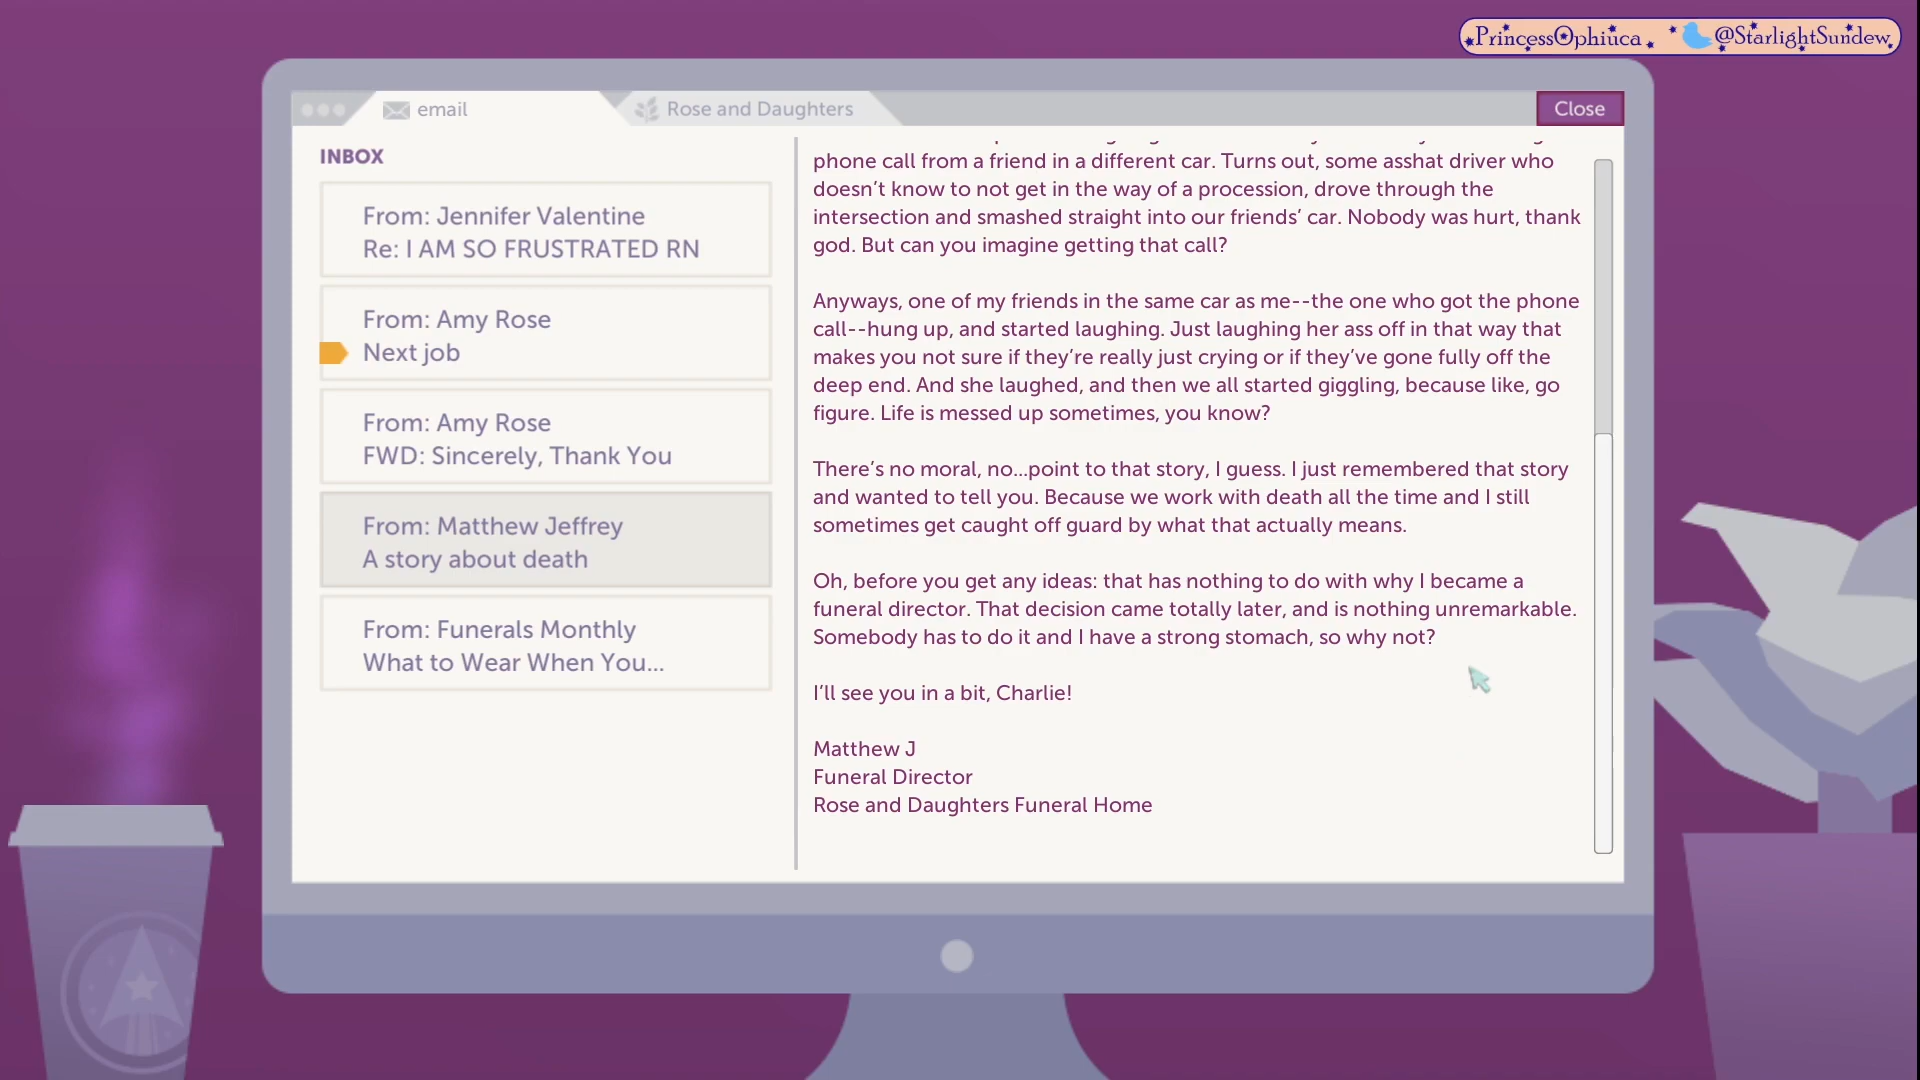 PrincessOphiuca
@StarlightSundew
email
Rose and Daughters
Close
INBOX
From: Jennifer Valentine
Re: I AM SO FRUSTRATED RN
From: Amy Rose
Next job
From: Amy Rose
FWD: Sincerely, Thank You
From: Matthew Jeffrey
A story about death
From: Funerals Monthly
What to Wear When You...
phone call from a friend in a different car. Turns out, some asshat driver who
doesn't know to not get in the way of a procession, drove through the
intersection and smashed straight into our friends' car. Nobody was hurt, thank
god. But can you imagine getting that call?
Anyways, one of my friends in the same car as me--the one who got the phone
call--hung up, and started laughing. Just laughing her ass off in that way that
makes you not sure if they're really just crying or if they've gone fully off the
deep end. And she laughed, and then we all started giggling, because like, go
figure. Life is messed up sometimes, you know?
There's no moral, no...point to that story, I guess. I just remembered that story
and wanted to tell you. Because we work with death all the time and I still
sometimes get caught off guard by what that actually means.
Oh, before you get any ideas: that has nothing to do with why I became a
funeral director. That decision came totally later, and is nothing unremarkable.
Somebody has to do it and I have a strong stomach, so why not?
I'll see you in a bit, Charlie!
Matthew J
Funeral Director
Rose and Daughters Funeral Home